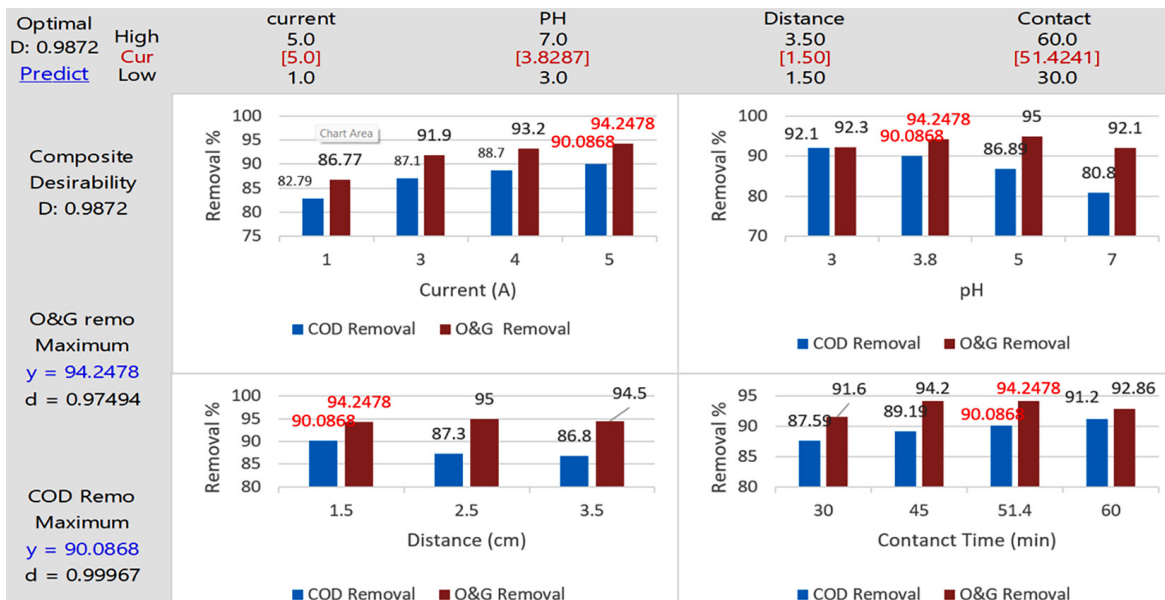 Optimal
D: 0.9872
Predict
High
Cur
Low
current
5.0
[5.0]
1.0
PH
7.0
[3.8287]
3.0
Distance
3.50
[1.50]
1.50
Contact
60.0
[51.4241]
30.0
Composite
Desirability
D: 0.9872
O&G remo
Maximum
y = 94.2478
d = 0.97494
COD Remo
Maximum
y = 90.0868
d = 0.99967
Removal %
100
95
90
85
80
75
Chart Area
82.79
86.77
87.1
91.9
88.7
93.2
90.0868
94.2478
1 3 4 5
Current (A)
COD Removal O&G Removal
Removal %
100
90
80
70
92.1
92.3
90.0868
94.2478
86.89
95
80.8
92.1
3 3.8 5 7
pH
COD Removal O&G Removal
Removal %
100
95
90
85
80
90.0868
94.2478
87.3
95
86.8
94.5
1.5 2.5 3.5
Distance (cm)
COD Removal O&G Removal
Removal %
95
90
85
80
87.59
91.6
89.19
94.2
90.0868
94.2478
91.2
92.86
30 45 51.4 60
Contanct Time (min)
COD Removal O&G Removal